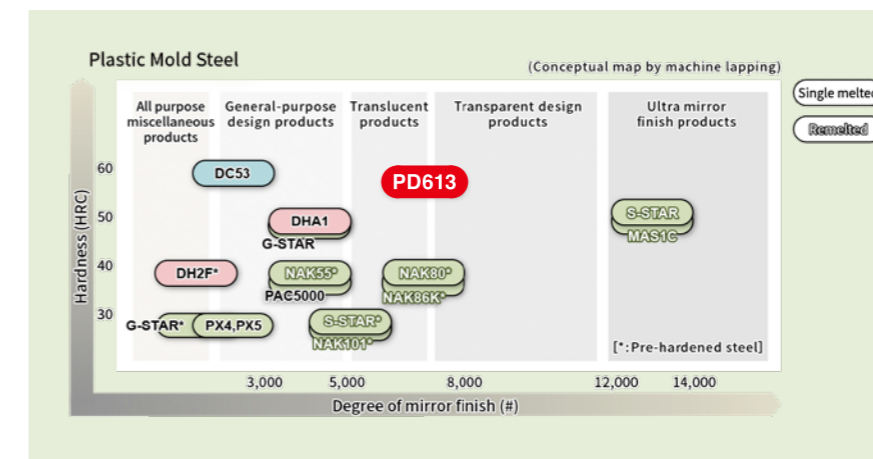 Plastic Mold Steel
(Conceptual map by machine lapping)
Single melted
Remelted
All purpose
miscellaneous
products
General-purpose
design products
Translucent
products
Transparent design
products
Ultra mirror
finish products
Hardness (HRC)
60
50
40
30
DC53
PD613
DHA1
G-STAR
S-STAR
MAS1C
DH2F*
NAK55*
PAC5000
NAK80*
NAK86K*
G-STAR*
PX4,PX5
S-STAR*
NAK101*
[*:Pre-hardened steel]
3,000
5,000
8,000
12,000
14,000
Degree of mirror finish (#)